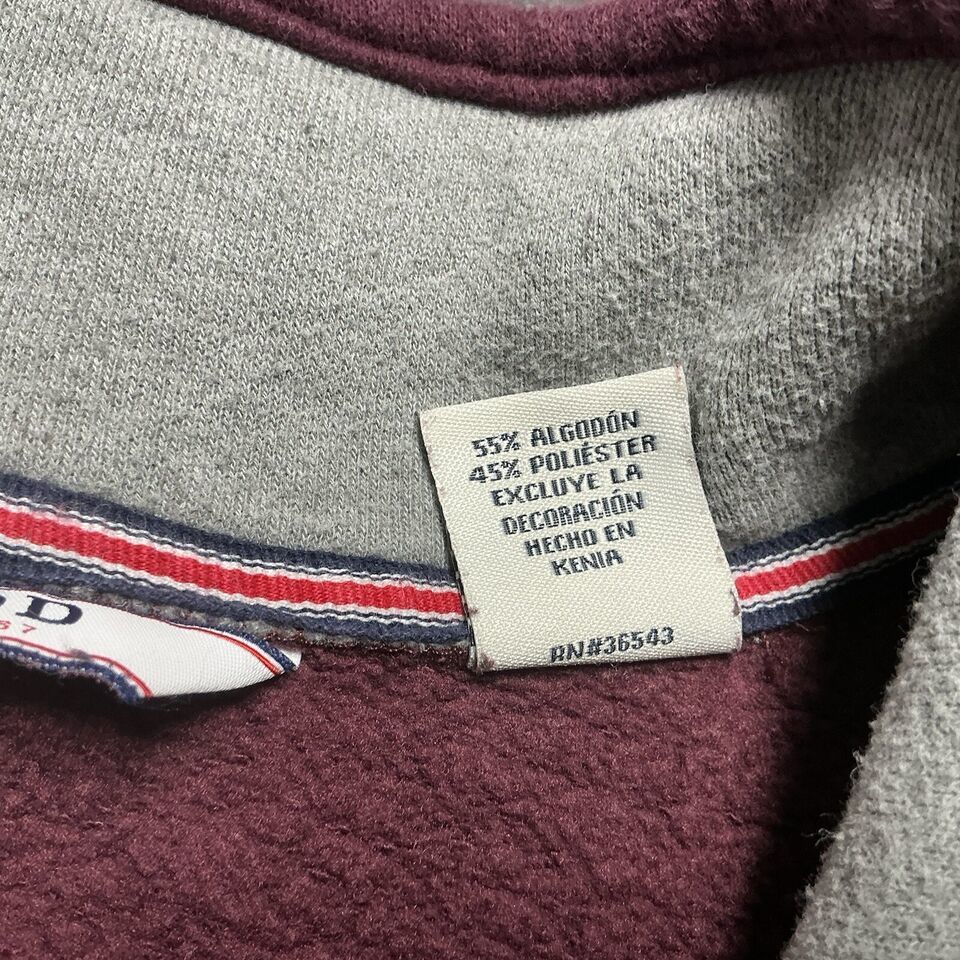 55% ALGODÓN
45% POLIÉSTER
EXCLUYE LA
DECORACIÓN
HECHO EN
KENIA
RN#36543